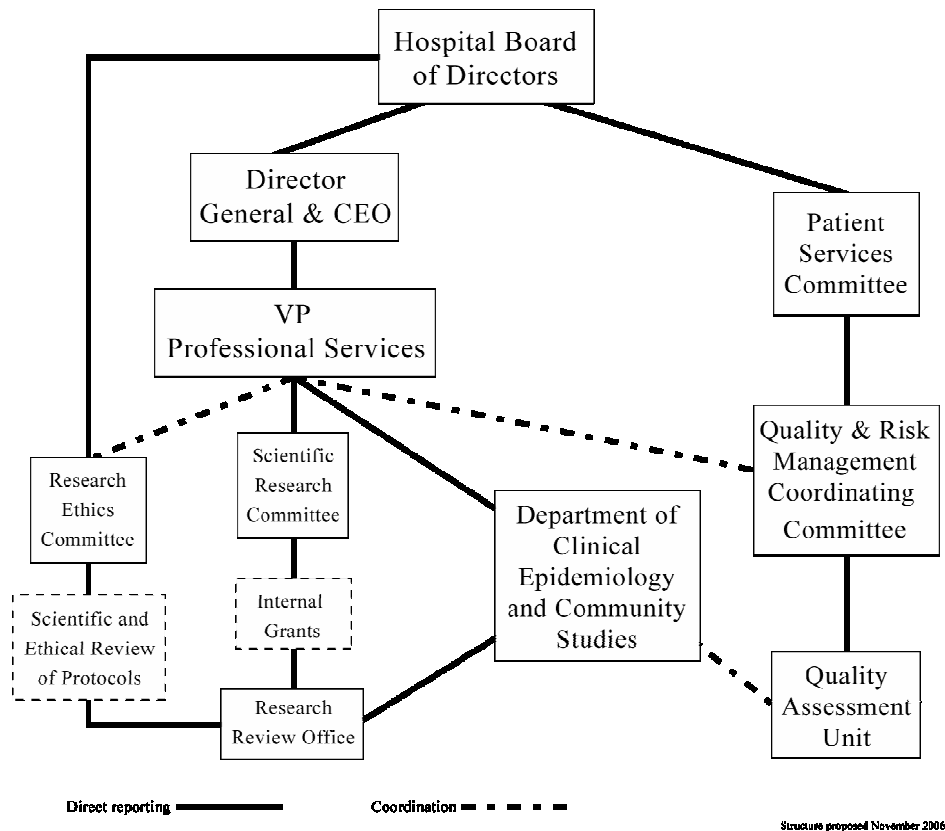 Hospital Board
of Directors
Director
General & CEO
Patient
Services
Committee
VP
Professional Services
Research
Ethics
Committee
Scientific
Research
Committee
Quality & Risk
Management
Coordinating
Committee
Department of
Clinical
Epidemiology
and Community
Studies
Scientific and
Ethical Review
of Protocols
Internal
Grants
Research
Review Office
Quality
Assessment
Unit
Direct reporting
Coordination
Structure proposed November 2006